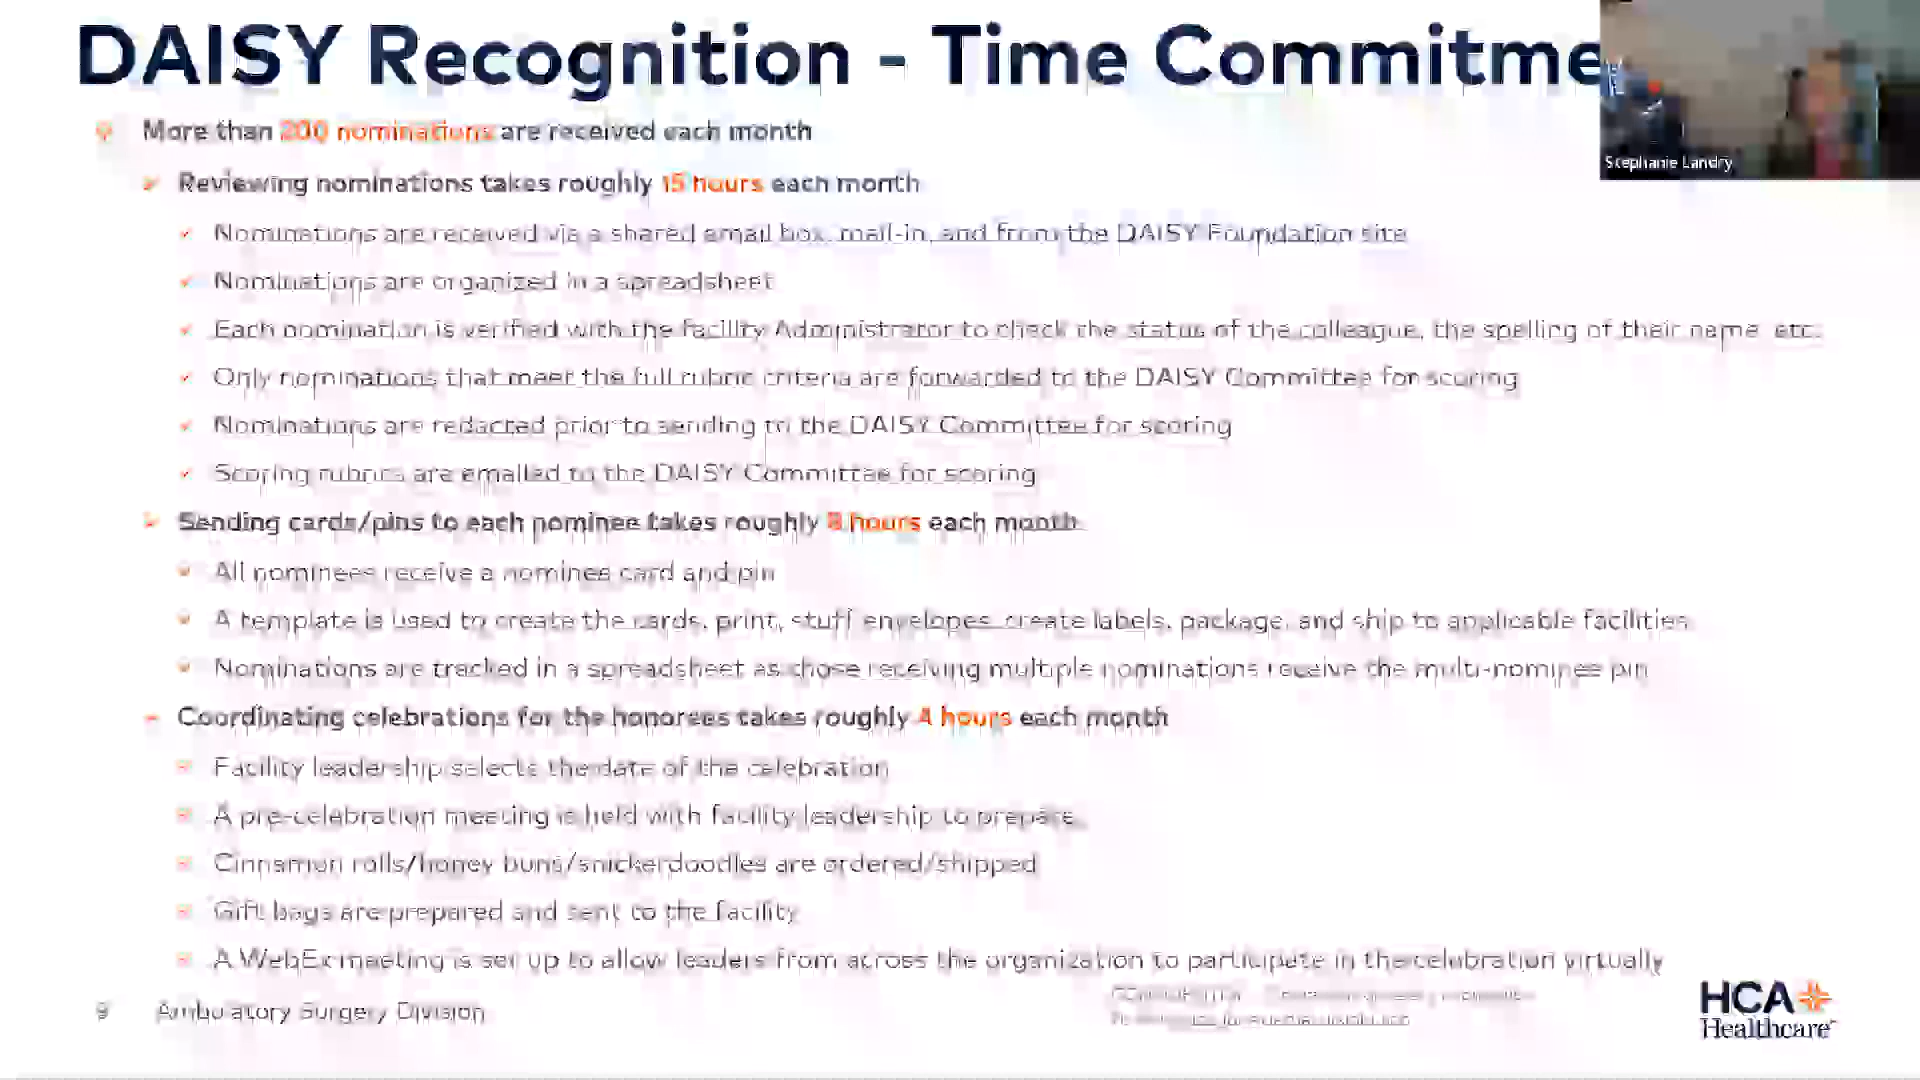 DAISY Recognition - Time Commitme
Stephanie Landry
More than 200 nominations are received each month
Reviewing nominations takes roughly 15 hours each month
Nominations are received via a shared email box, mail-in, and from the DAISY Foundation site
Nominations are organized in a spreadsheet
Each nomination is verified with the facility Administrator to check the status of the colleague, the spelling of their name, etc.
Only nominations that meet the full rubric criteria are forwarded to the DAISY Committee for scoring
Nominations are redacted prior to sending to the DAISY Committee for scoring
Scoring rubrics are emailed to the DAISY Committee for scoring
Sending cards/pins to each nominee takes roughly 8 hours each month
All nominees receive a nominee card and pin
A template is used to create the cards, print, stuff envelopes, create labels, package, and ship to applicable facilities
Nominations are tracked in a spreadsheet as those receiving multiple nominations receive the multi-nominee pin
Coordinating celebrations for the honorees takes roughly 4 hours each month
Facility leadership selects the date of the celebration
A pre-celebration meeting is held with facility leadership to prepare
Cinnamon rolls/honey buns/snickerdoodles are ordered/shipped
Gift bags are prepared and sent to the facility
A WebEx meeting is set up to allow leaders from across the organization to participate in the celebration virtually
9 Ambulatory Surgery Division
HCA
Healthcare